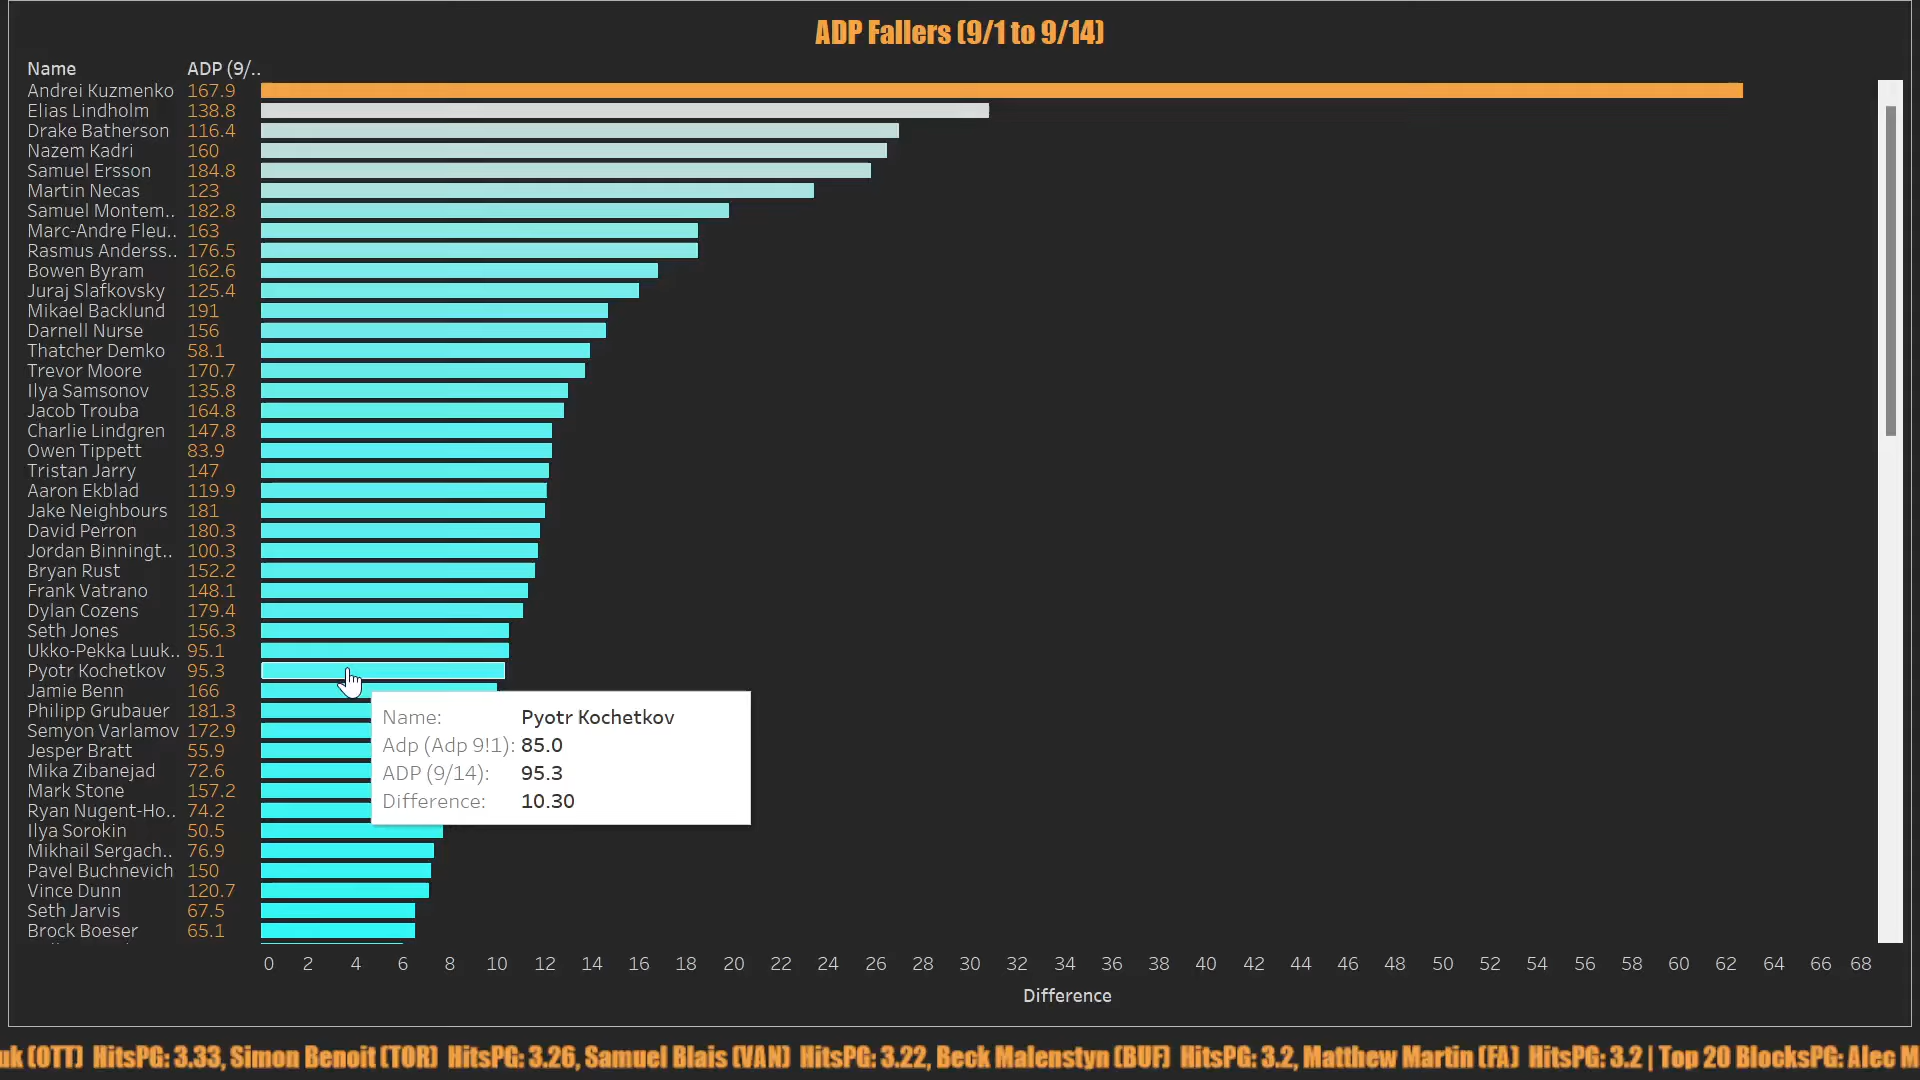 ADP Fallers (9/1 to 9/14)
Name ADP (9/..
Andrei Kuzmenko 167.9
Elias Lindholm 138.8
Drake Batherson 116.4
Nazem Kadri 160
Samuel Ersson 184.8
Martin Necas 123
Samuel Montem.. 182.8
Marc-Andre Fleu.. 163
Rasmus Anderss.. 176.5
Bowen Byram 162.6
Juraj Slafkovsky 125.4
Mikael Backlund 191
Darnell Nurse 156
Thatcher Demko 58.1
Trevor Moore 170.7
Ilya Samsonov 135.8
Jacob Trouba 164.8
Charlie Lindgren 147.8
Owen Tippett 83.9
Tristan Jarry 147
Aaron Ekblad 119.9
Jake Neighbours 181
David Perron 180.3
Jordan Binningt.. 100.3
Bryan Rust 152.2
Frank Vatrano 148.1
Dylan Cozens 179.4
Seth Jones 156.3
Ukko-Pekka Luuk.. 95.1
Pyotr Kochetkov 95.3
Jamie Benn 166
Philipp Grubauer 181.3
Semyon Varlamov 172.9
Jesper Bratt 55.9
Mika Zibanejad 72.6
Mark Stone 157.2
Ryan Nugent-Ho.. 74.2
Ilya Sorokin 50.5
Mikhail Sergach.. 76.9
Pavel Buchnevich 150
Vince Dunn 120.7
Seth Jarvis 67.5
Brock Boeser 65.1
Name: Pyotr Kochetkov
Adp (Adp 9!1): 85.0
ADP (9/14): 95.3
Difference: 10.30
0 2 4 6 8 10 12 14 16 18 20 22 24 26 28 30 32 34 36 38 40 42 44 46 48 50 52 54 56 58 60 62 64 66 68
Difference
uk (OTT) HitsPG: 3.33, Simon Benoit (TOR) HitsPG: 3.26, Samuel Blais (VAN) HitsPG: 3.22, Beck Malenstyn (BUF) HitsPG: 3.2, Matthew Martin (FA) HitsPG: 3.2 | Top 20 BlocksPG: Alec M